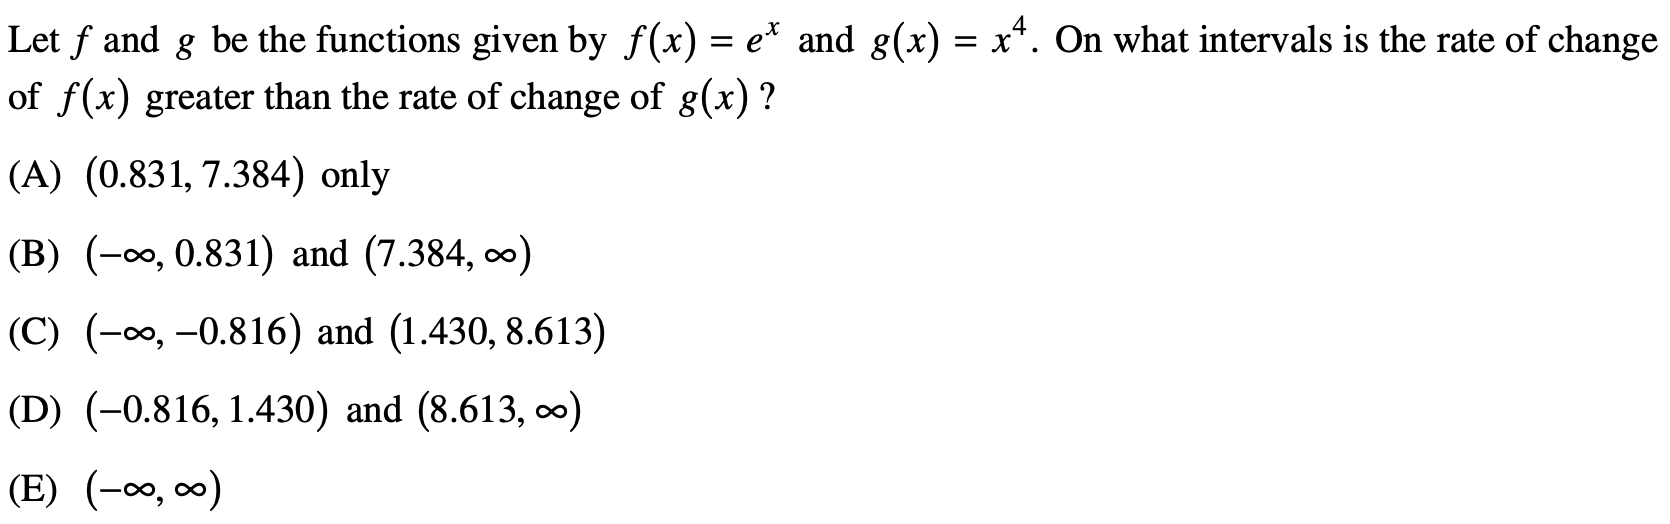 Let f and g be the functions given by f(x) = eˣ and g(x) = x⁴. On what intervals is the rate of change
of f(x) greater than the rate of change of g(x) ?
(A) (0.831, 7.384) only
(B) (−∞, 0.831) and (7.384, ∞)
(C) (−∞, −0.816) and (1.430, 8.613)
(D) (−0.816, 1.430) and (8.613, ∞)
(E) (−∞, ∞)